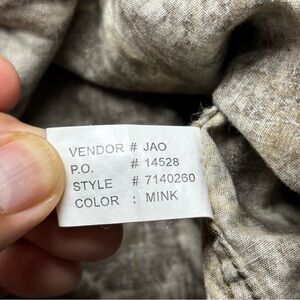 VENDOR # JAO
P.O. # 14528
STYLE # 7140260
COLOR : MINK